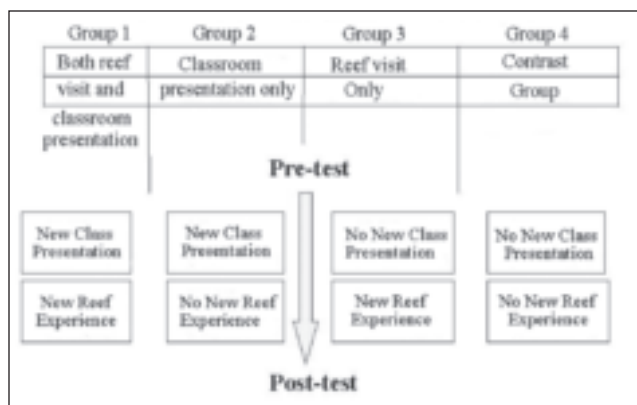 Group 1 Group 2 Group 3 Group 4
Both reef Classroom Reef visit Contrast
visit and presentation only Only Group
classroom
presentation
Pre-test
New Class New Class No New Class No New Class
Presentation Presentation Presentation Presentation
New Reef No New Reef New Reef No New Reef
Experience Experience Experience Experience
Post-test